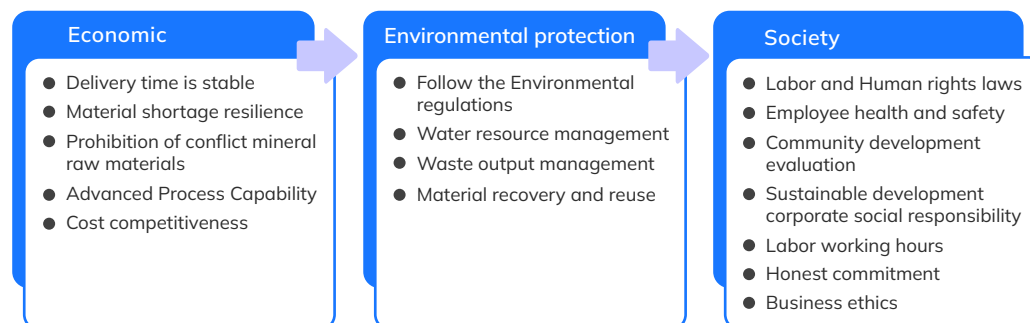 Economic
Delivery time is stable
Material shortage resilience
Prohibition of conflict mineral
raw materials
Advanced Process Capability
Cost competitiveness
Environmental protection
Follow the Environmental
regulations
Water resource management
Waste output management
Material recovery and reuse
Society
Labor and Human rights laws
Employee health and safety
Community development
evaluation
Sustainable development
corporate social responsibility
Labor working hours
Honest commitment
Business ethics